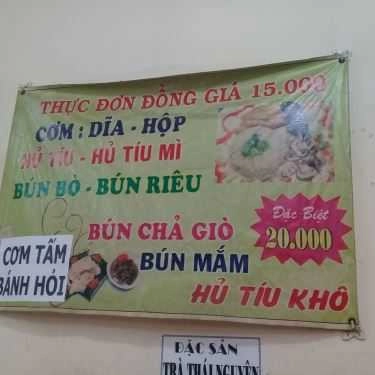 THỰC ĐƠN ĐỒNG GIÁ 15.000
CƠM : DĨA - HỘP
HỦ TÍU - HỦ TÍU MÌ
BÚN BÒ - BÚN RIÊU
BÚN CHẢ GIÒ
Đặc Biệt
20.000
CƠM TẤM
BÁNH HỎI
BÚN MẮM
HỦ TÍU KHÔ
ĐẶC SẢN
TRÀ THÁI NGUYÊN